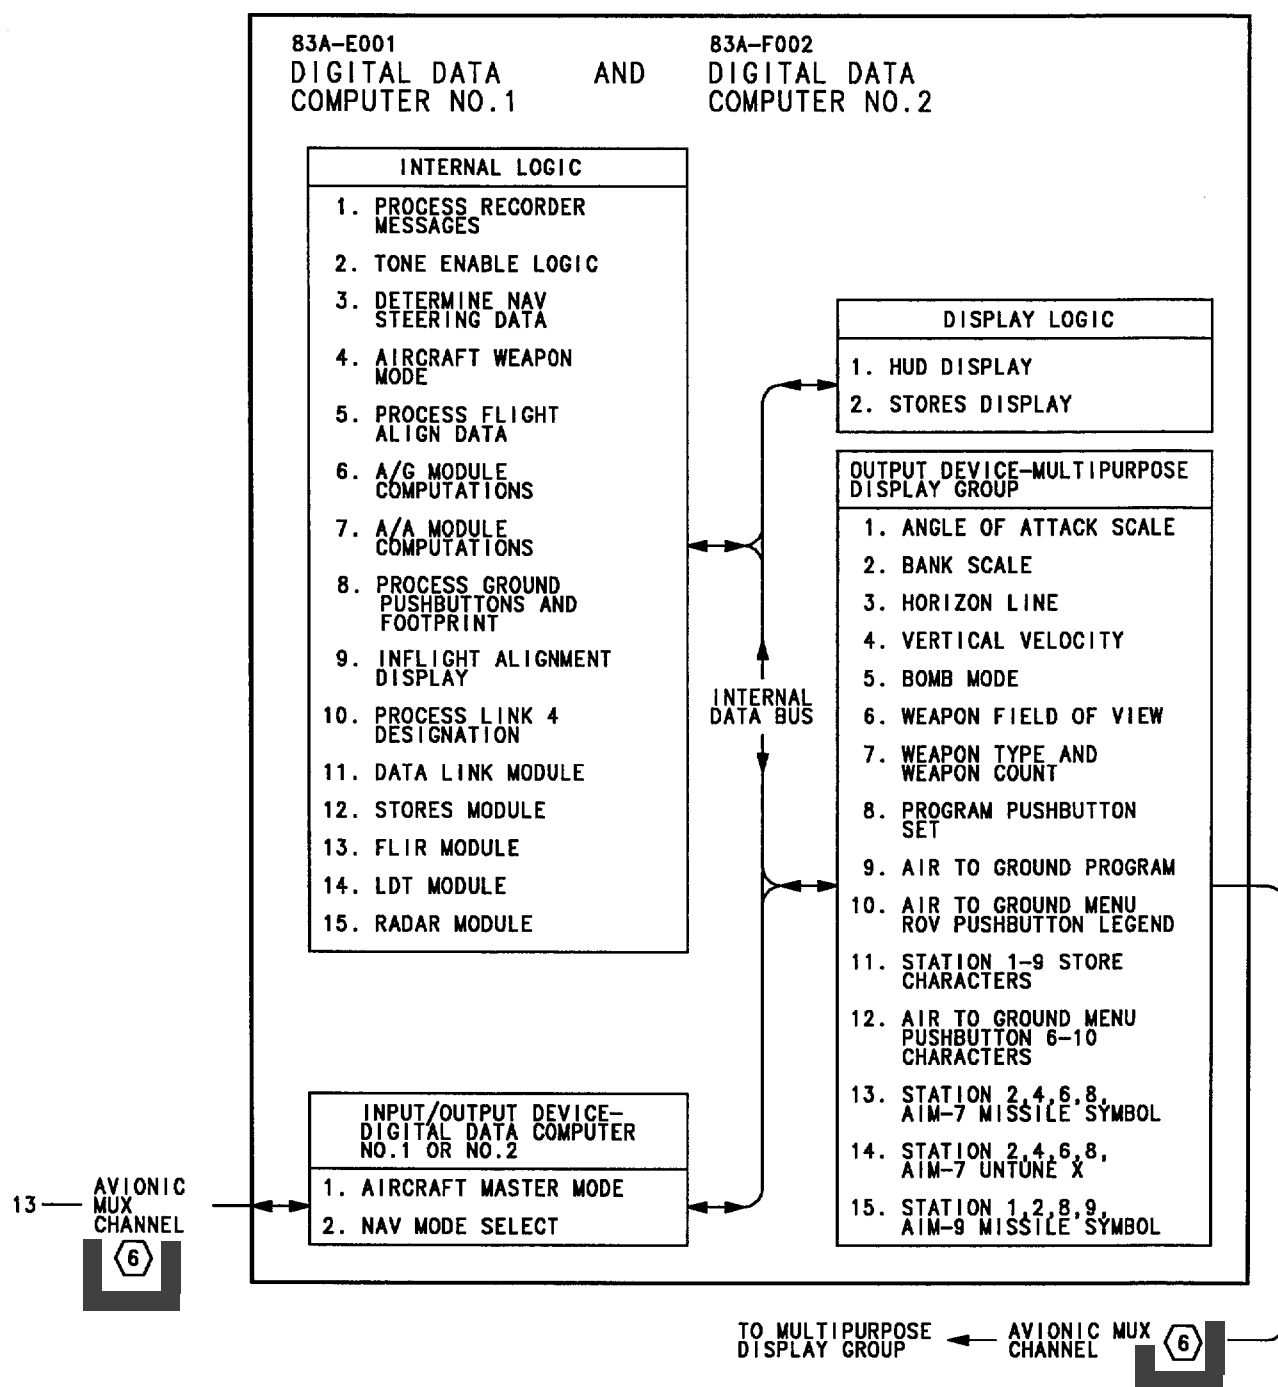 83A-E001
DIGITAL DATA
COMPUTER NO.1
AND
83A-F002
DIGITAL DATA
COMPUTER NO.2
INTERNAL LOGIC
1. PROCESS RECORDER
MESSAGES
2. TONE ENABLE LOGIC
3. DETERMINE NAV
STEERING DATA
4. AIRCRAFT WEAPON
MODE
5. PROCESS FLIGHT
ALIGN DATA
6. A/G MODULE
COMPUTATIONS
7. A/A MODULE
COMPUTATIONS
8. PROCESS GROUND
PUSHBUTTONS AND
FOOTPRINT
9. INFLIGHT ALIGNMENT
DISPLAY
10. PROCESS LINK 4
DESIGNATION
11. DATA LINK MODULE
12. STORES MODULE
13. FLIR MODULE
14. LDT MODULE
15. RADAR MODULE
INTERNAL
DATA BUS
DISPLAY LOGIC
1. HUD DISPLAY
2. STORES DISPLAY
OUTPUT DEVICE-MULTIPURPOSE
DISPLAY GROUP
1. ANGLE OF ATTACK SCALE
2. BANK SCALE
3. HORIZON LINE
4. VERTICAL VELOCITY
5. BOMB MODE
6. WEAPON FIELD OF VIEW
7. WEAPON TYPE AND
WEAPON COUNT
8. PROGRAM PUSHBUTTON
SET
9. AIR TO GROUND PROGRAM
10. AIR TO GROUND MENU
ROV PUSHBUTTON LEGEND
11. STATION 1-9 STORE
CHARACTERS
12. AIR TO GROUND MENU
PUSHBUTTON 6-10
CHARACTERS
13. STATION 2,4,6,8,
AIM-7 MISSILE SYMBOL
14. STATION 2,4,6,8,
AIM-7 UNTUNE X
15. STATION 1,2,8,9,
AIM-9 MISSILE SYMBOL
INPUT/OUTPUT DEVICE-
DIGITAL DATA COMPUTER
NO.1 OR NO.2
1. AIRCRAFT MASTER MODE
2. NAV MODE SELECT
13
AVIONIC
MUX
CHANNEL
6
TO MULTIPURPOSE
DISPLAY GROUP
AVIONIC MUX
CHANNEL
6